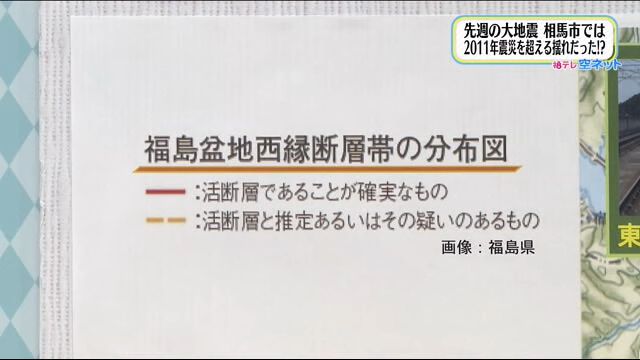 先週の大地震 相馬市では
2011年震災を超える揺れだった!?
福テレ空ネット
福島盆地西縁断層帯の分布図
:活断層であることが確実なもの
:活断層と推定あるいはその疑いのあるもの
画像:福島県
東